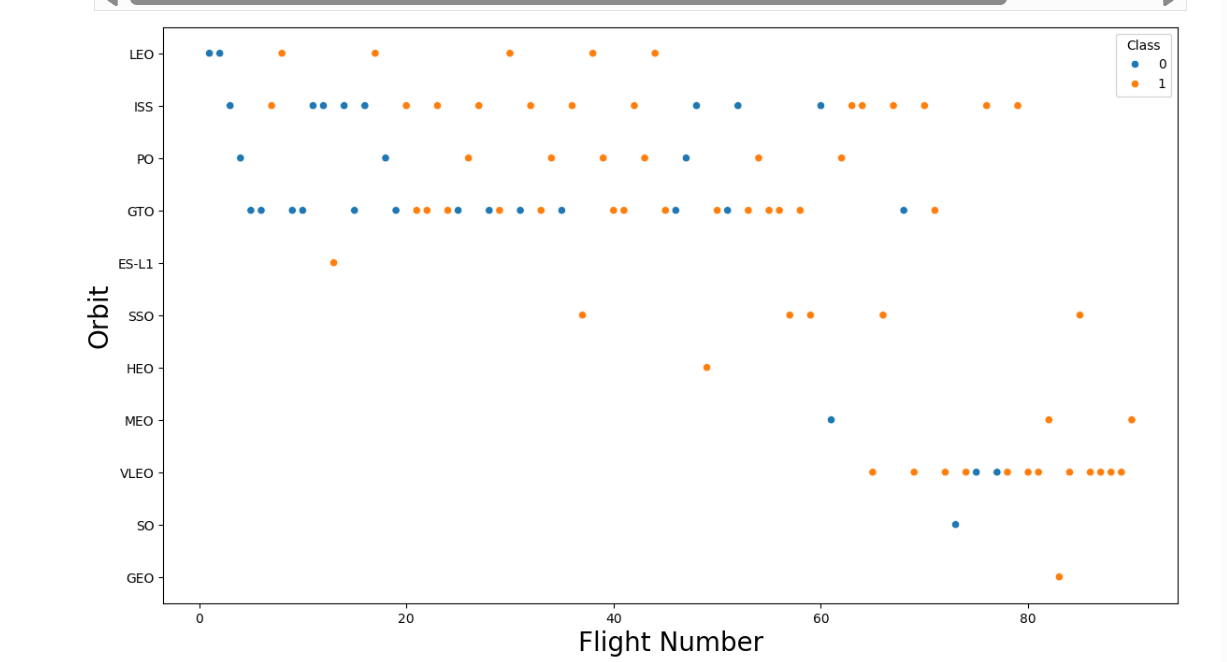 LEO
ISS
PO
GTO
ES-L1
SSO
HEO
MEO
VLEO
SO
GEO
Orbit
Class
0
1
0 20 40 60 80
Flight Number